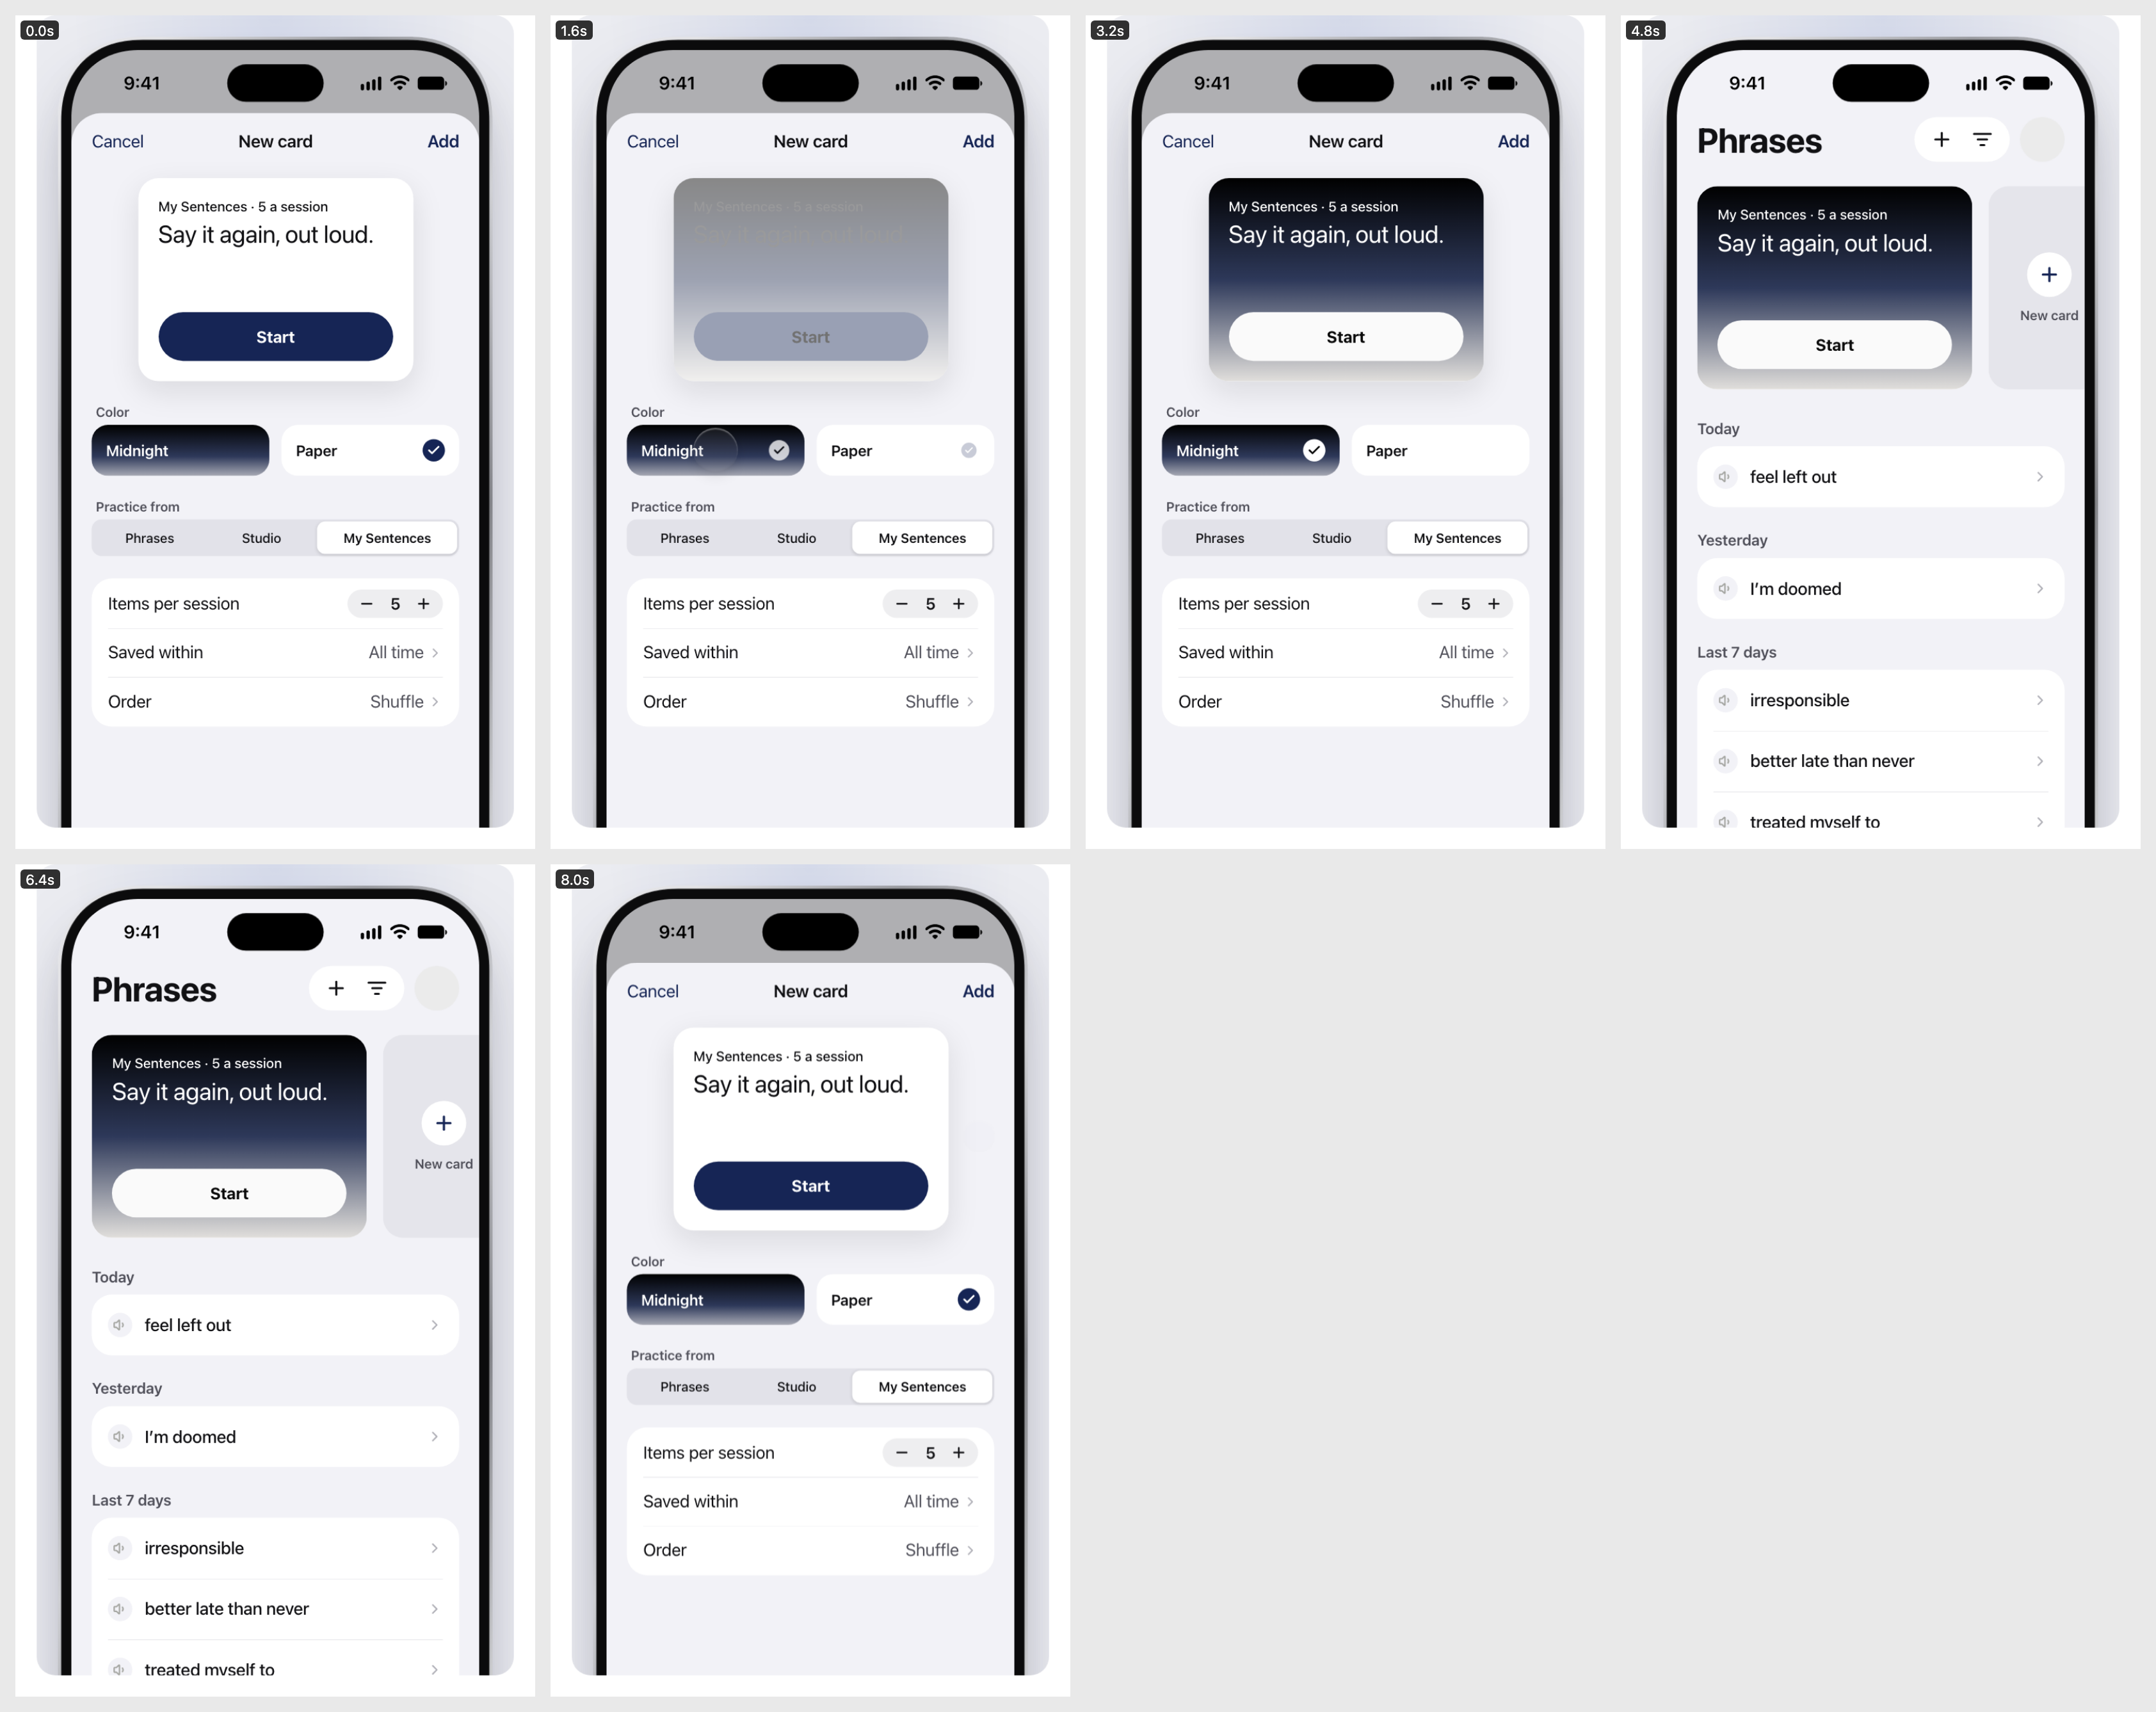 0.0s
9:41
Cancel New card Add
My Sentences · 5 a session
Say it again, out loud.
Start
Color
Midnight Paper
Practice from
Phrases Studio My Sentences
Items per session − 5 +
Saved within All time
Order Shuffle
1.6s
9:41
Cancel New card Add
My Sentences · 5 a session
Say it again, out loud.
Start
Color
Midnight Paper
Practice from
Phrases Studio My Sentences
Items per session − 5 +
Saved within All time
Order Shuffle
3.2s
9:41
Cancel New card Add
My Sentences · 5 a session
Say it again, out loud.
Start
Color
Midnight Paper
Practice from
Phrases Studio My Sentences
Items per session − 5 +
Saved within All time
Order Shuffle
4.8s
9:41
Phrases
My Sentences · 5 a session
Say it again, out loud.
Start
New card
Today
feel left out
Yesterday
I'm doomed
Last 7 days
irresponsible
better late than never
treated myself to
6.4s
9:41
Phrases
My Sentences · 5 a session
Say it again, out loud.
Start
New card
Today
feel left out
Yesterday
I'm doomed
Last 7 days
irresponsible
better late than never
treated myself to
8.0s
9:41
Cancel New card Add
My Sentences · 5 a session
Say it again, out loud.
Start
Color
Midnight Paper
Practice from
Phrases Studio My Sentences
Items per session − 5 +
Saved within All time
Order Shuffle